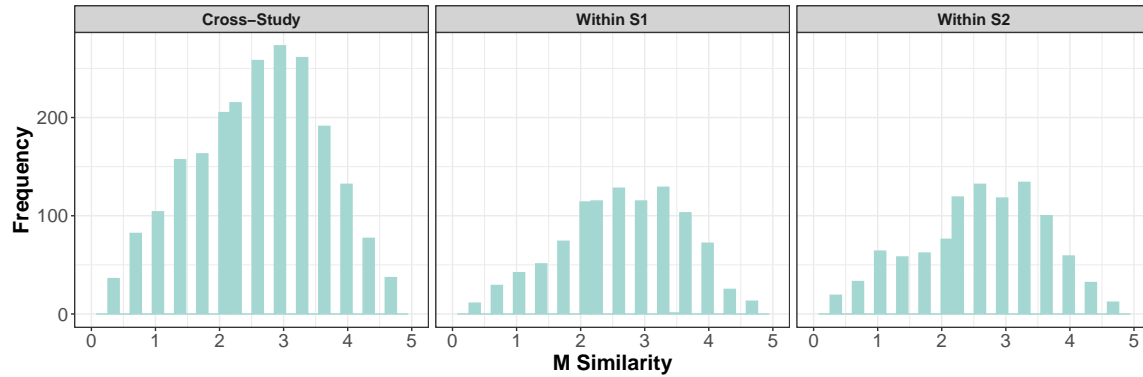 Cross−Study Within S1 Within S2
Frequency
200
100
0
0 1 2 3 4 5 0 1 2 3 4 5 0 1 2 3 4 5
M Similarity